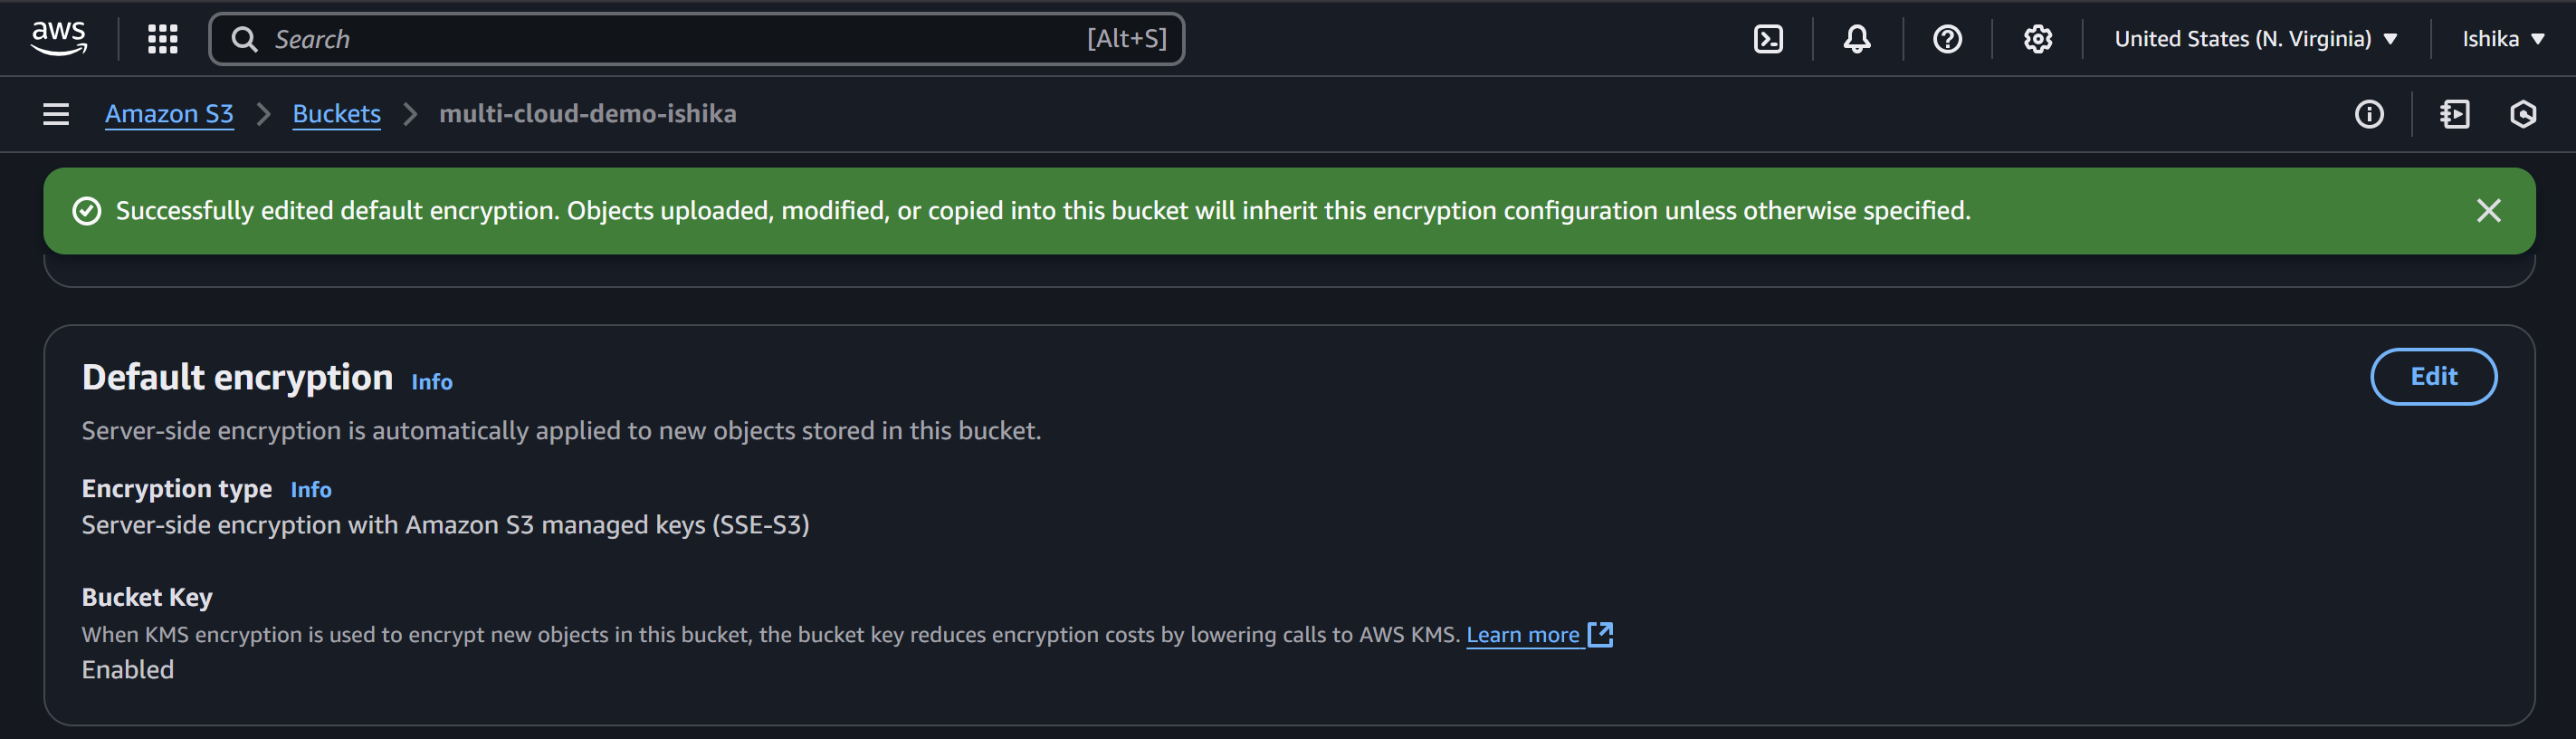 aws
Search [Alt+S]
United States (N. Virginia)
Ishika
Amazon S3
Buckets
multi-cloud-demo-ishika
Successfully edited default encryption. Objects uploaded, modified, or copied into this bucket will inherit this encryption configuration unless otherwise specified.
Default encryption Info
Edit
Server-side encryption is automatically applied to new objects stored in this bucket.
Encryption type Info
Server-side encryption with Amazon S3 managed keys (SSE-S3)
Bucket Key
When KMS encryption is used to encrypt new objects in this bucket, the bucket key reduces encryption costs by lowering calls to AWS KMS. Learn more
Enabled